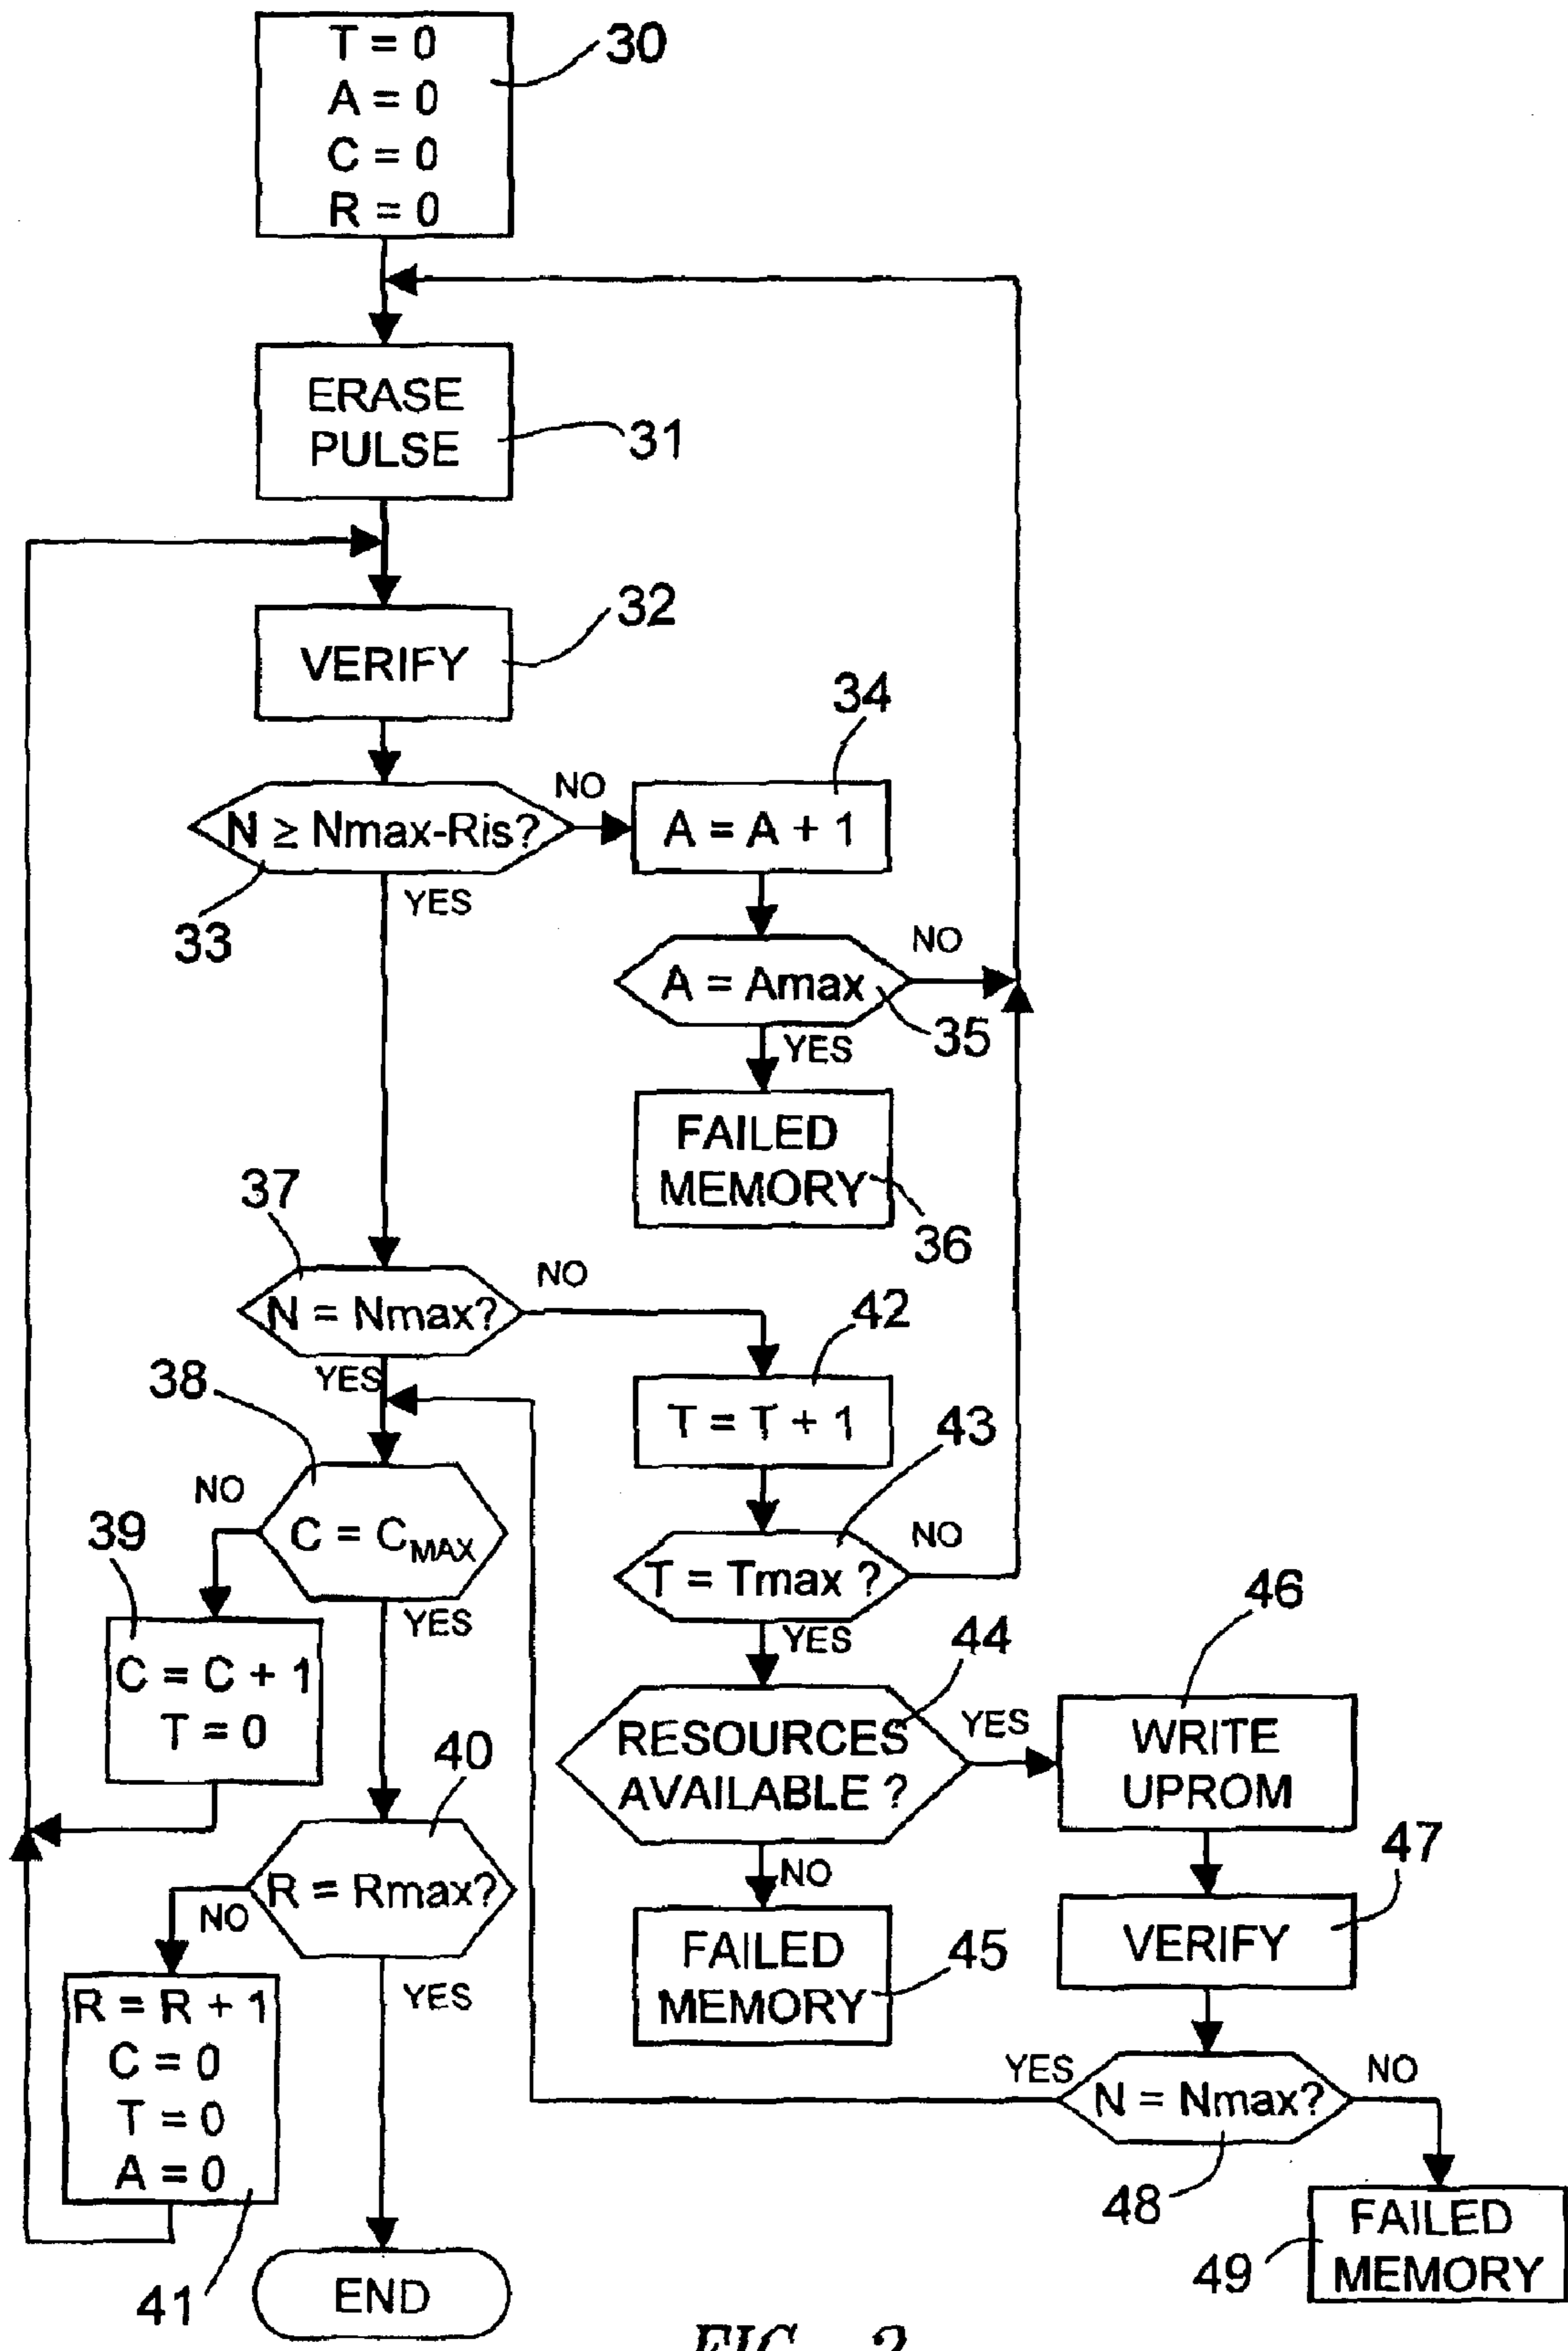 T = 0
A = 0
C = 0
R = 0
30
ERASE
PULSE
31
VERIFY
32
N ≥ Nmax-Ris?
33
NO
YES
34
A = A + 1
A = Amax
35
NO
YES
FAILED
MEMORY
36
37
N = Nmax?
NO
YES
42
T = T + 1
38
C = CMAX
NO
YES
43
T = Tmax ?
NO
YES
39
C = C + 1
T = 0
44
RESOURCES
AVAILABLE ?
YES
NO
46
WRITE
UPROM
40
R = Rmax?
NO
YES
FAILED
MEMORY
45
47
VERIFY
R = R + 1
C = 0
T = 0
A = 0
41
YES
N = Nmax?
NO
48
FAILED
MEMORY
49
END
FIG. 2